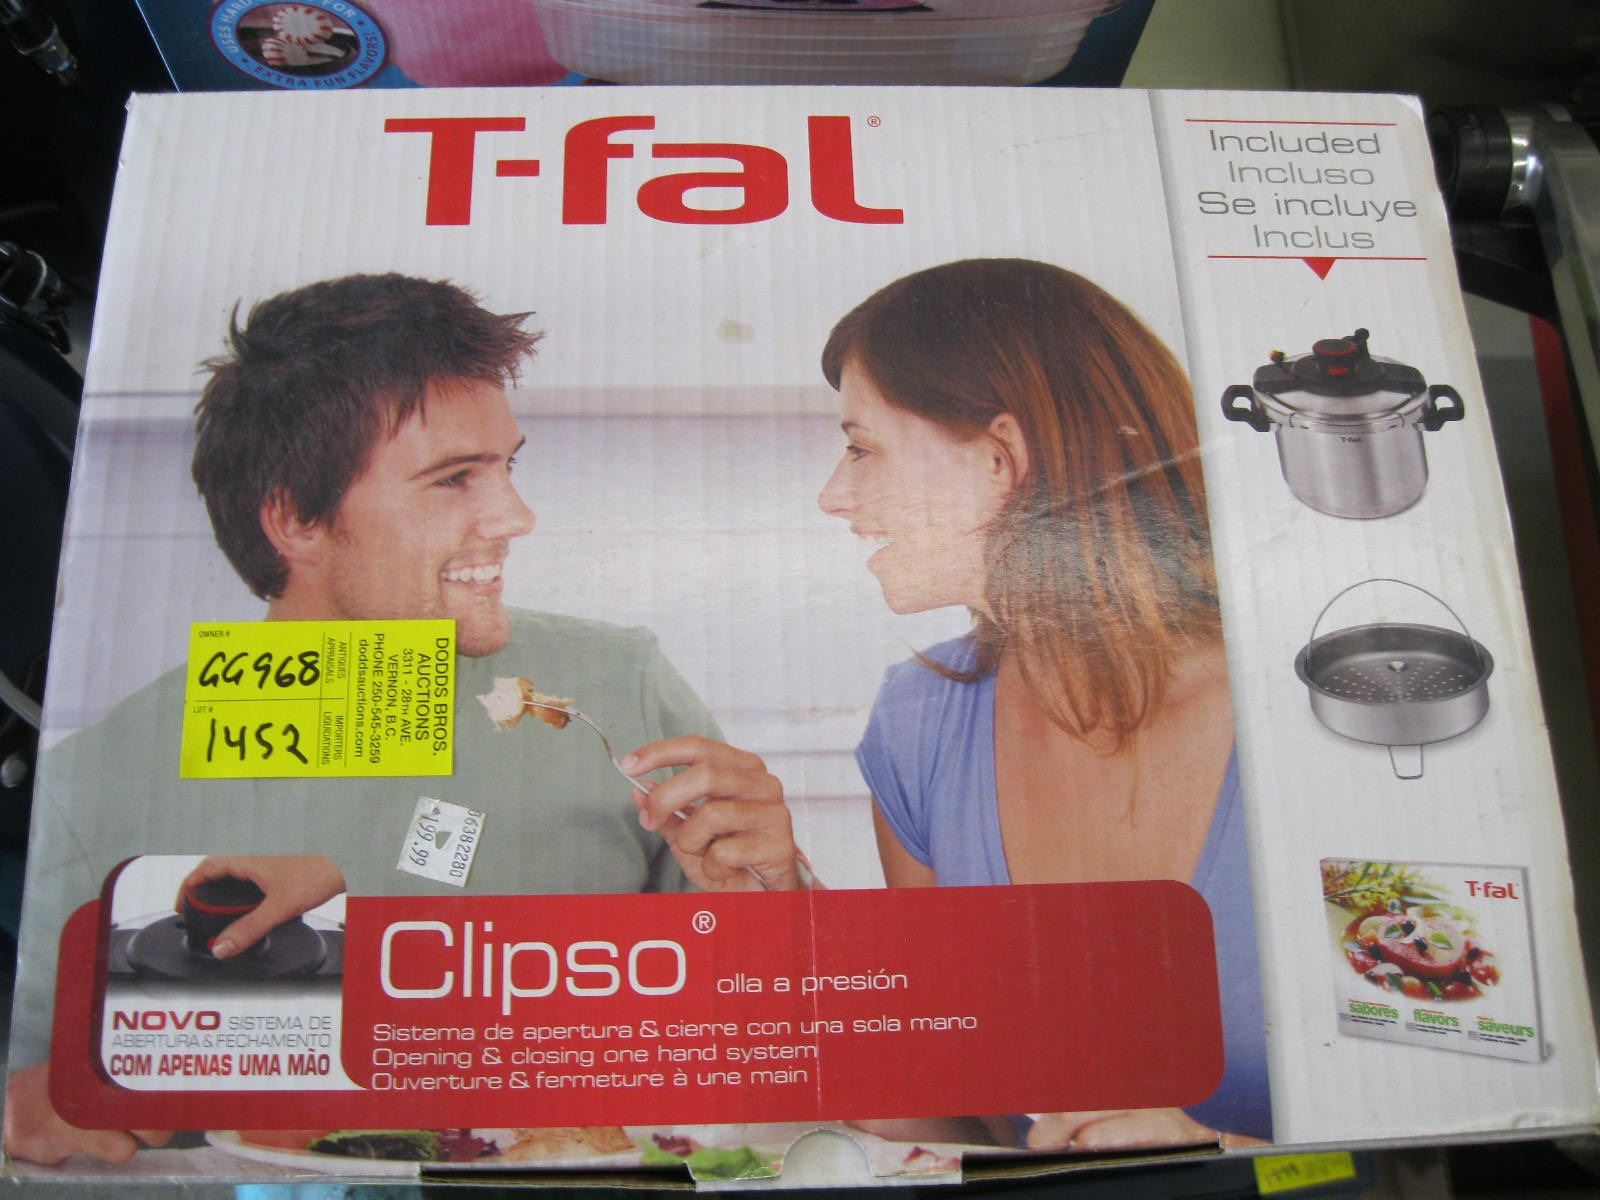 USES HARD
FOR
EXTRA FUN FLAVORS!
T-fal®
Included
Incluso
Se incluye
Inclus
T-fal
OWNER #
GG968
LOT #
1452
ANTIQUES
APPRAISALS
IMPORTERS
LIQUIDATIONS
DODDS BROS.
AUCTIONS
3311 - 28TH AVE.
VERNON, B.C.
PHONE 250-545-3259
doddsauctions.com
86382280
199.99
Clipso® olla a presión
Sistema de apertura & cierre con una sola mano
Opening & closing one hand system
Ouverture & fermeture à une main
NOVO SISTEMA DE
ABERTURA & FECHAMENTO
COM APENAS UMA MÃO
T-fal
sabores flavors saveurs